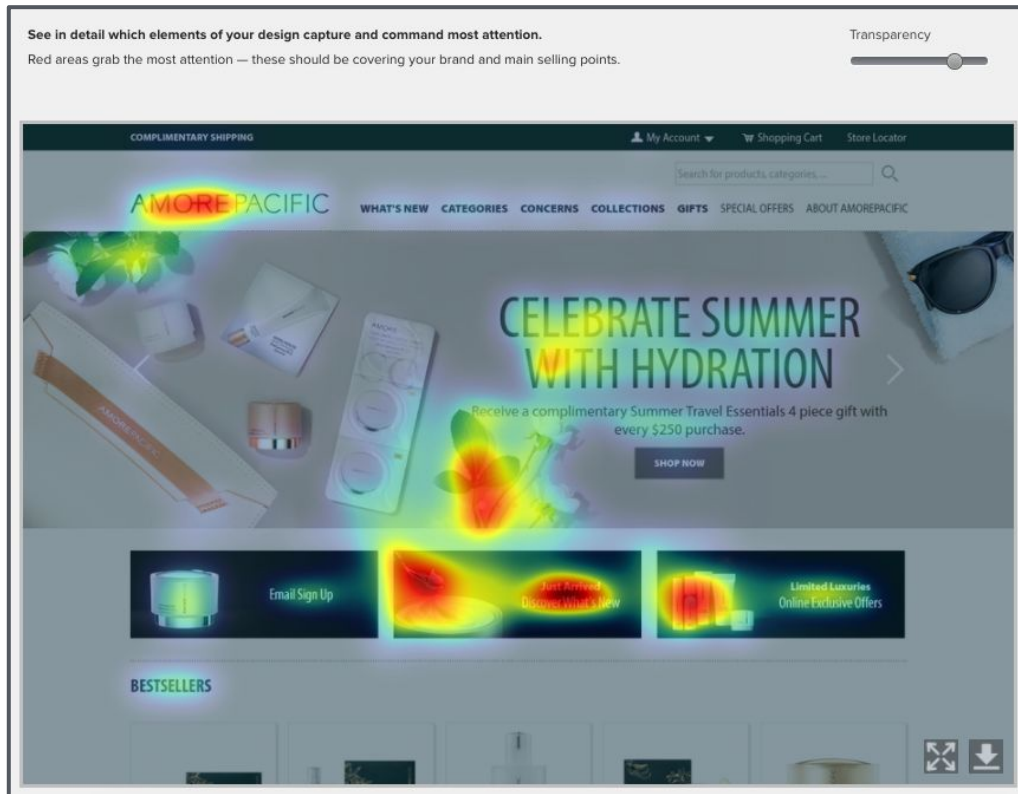 See in detail which elements of your design capture and command most attention.
Transparency
Red areas grab the most attention — these should be covering your brand and main selling points.
COMPLIMENTARY SHIPPING
My Account
Shopping Cart
Store Locator
Search for products, categories, ...
AMOREPACIFIC
WHAT'S NEW CATEGORIES CONCERNS COLLECTIONS GIFTS SPECIAL OFFERS ABOUT AMOREPACIFIC
CELEBRATE SUMMER
WITH HYDRATION
Receive a complimentary Summer Travel Essentials 4 piece gift with
every $250 purchase.
SHOP NOW
AMORE
AMOREPACIFIC
Email Sign Up
Just Arrived
Discover What's New
Limited Luxuries
Online Exclusive Offers
BESTSELLERS